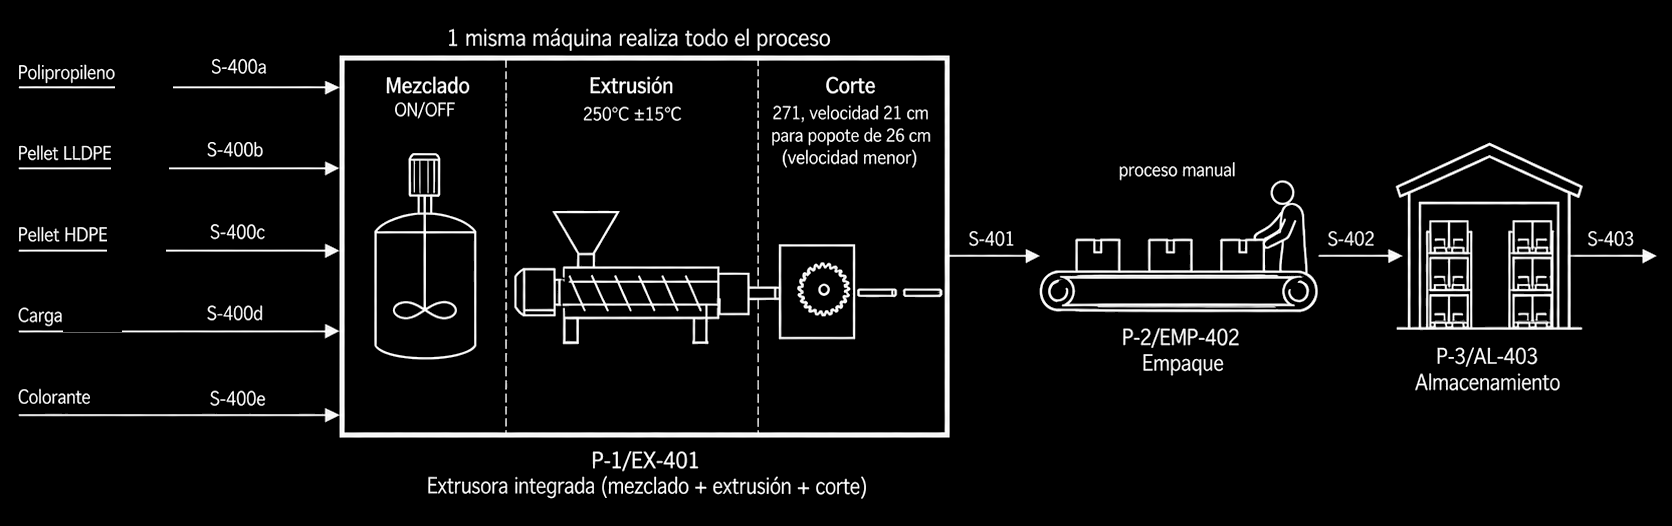 1 misma máquina realiza todo el proceso
Polipropileno
S-400a
Pellet LLDPE
S-400b
Pellet HDPE
S-400c
Carga
S-400d
Colorante
S-400e
Mezclado
ON/OFF
Extrusión
250°C ±15°C
Corte
271, velocidad 21 cm
para popote de 26 cm
(velocidad menor)
P-1/EX-401
Extrusora integrada (mezclado + extrusión + corte)
S-401
proceso manual
P-2/EMP-402
Empaque
S-402
P-3/AL-403
Almacenamiento
S-403